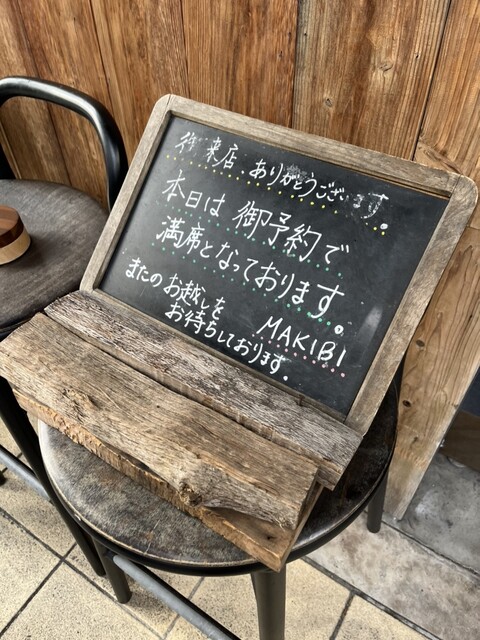 御来店 ありがとうございます。
本日は 御予約で
満席となっております。
またのお越しを
お待ちしております。
MAKIBI